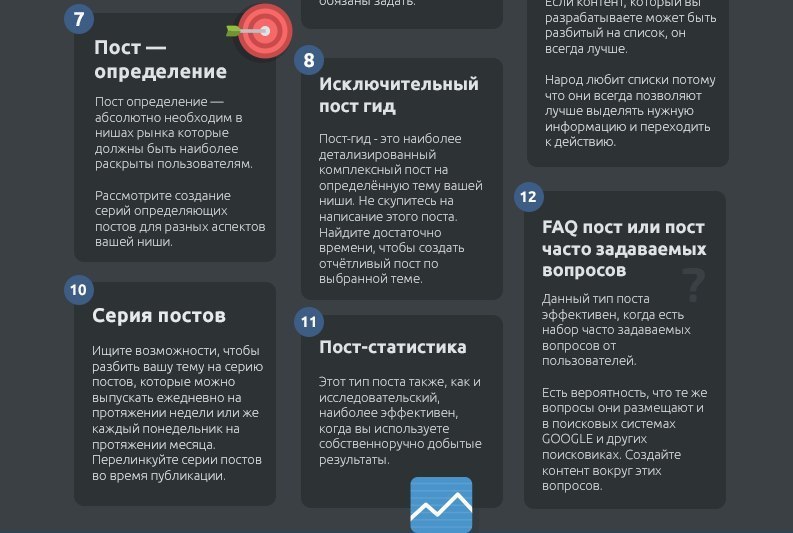 обязаны задать.
Если контент, который вы
разрабатываете может быть
разбитый на список, он
всегда лучше.
Народ любит списки потому
что они всегда позволяют
лучше выделять нужную
информацию и переходить
к действию.
7
Пост —
определение
Пост определение —
абсолютно необходим в
нишах рынка которые
должны быть наиболее
раскрыты пользователям.
Рассмотрите создание
серий определяющих
постов для разных аспектов
вашей ниши.
8
Исключительный
пост гид
Пост-гид - это наиболее
детализированный
комплексный пост на
определённую тему вашей
ниши. Не скупитесь на
написание этого поста.
Найдите достаточно
времени, чтобы создать
отчётливый пост по
выбранной теме.
10
Серия постов
Ищите возможности, чтобы
разбить вашу тему на серию
постов, которые можно
выпускать ежедневно на
протяжении недели или же
каждый понедельник на
протяжении месяца.
Перелинкуйте серии постов
во время публикации.
11
Пост-статистика
Этот тип поста также, как и
исследовательский,
наиболее эффективен,
когда вы используете
собственноручно добытые
результаты.
12
FAQ пост или пост
часто задаваемых
вопросов
?
Данный тип поста
эффективен, когда есть
набор часто задаваемых
вопросов от
пользователей.
Есть вероятность, что те же
вопросы они размещают и
в поисковых системах
GOOGLE и других
поисковиках. Создайте
контент вокруг этих
вопросов.